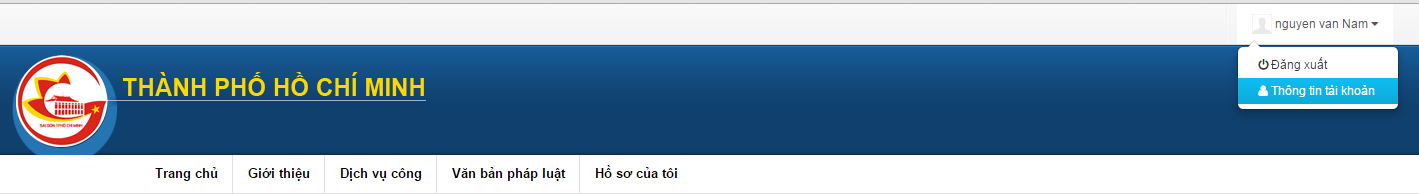 nguyen van Nam
Đăng xuất
Thông tin tài khoản
THÀNH PHỐ HỒ CHÍ MINH
Trang chủ
Giới thiệu
Dịch vụ công
Văn bản pháp luật
Hồ sơ của tôi